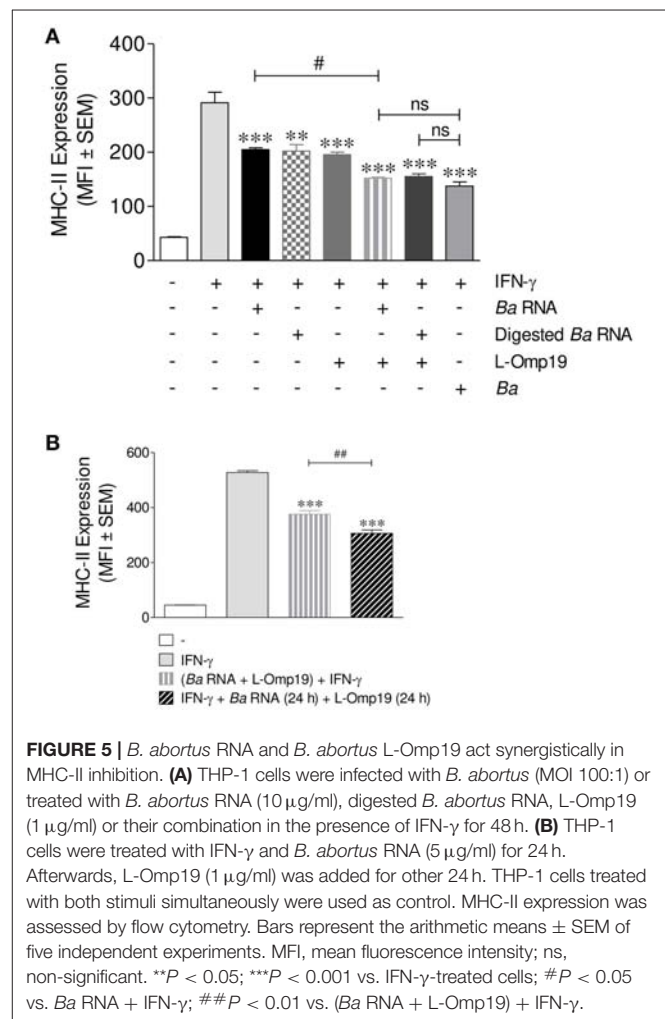 A
MHC-II Expression
(MFI ± SEM)
400
300
200
100
0
#
ns
ns
*** ** *** *** *** ***
- + + + + + + + IFN-γ
- - + - - + - - Ba RNA
- - - + - - + - Digested Ba RNA
- - - - + + + - L-Omp19
- - - - - - - + Ba
B
MHC-II Expression
(MFI ± SEM)
600
400
200
0
##
*** ***
-
IFN-γ
(Ba RNA + L-Omp19) + IFN-γ
IFN-γ + Ba RNA (24 h) + L-Omp19 (24 h)
FIGURE 5 | B. abortus RNA and B. abortus L-Omp19 act synergistically in
MHC-II inhibition. (A) THP-1 cells were infected with B. abortus (MOI 100:1) or
treated with B. abortus RNA (10 μg/ml), digested B. abortus RNA, L-Omp19
(1 μg/ml) or their combination in the presence of IFN-γ for 48 h. (B) THP-1
cells were treated with IFN-γ and B. abortus RNA (5 μg/ml) for 24 h.
Afterwards, L-Omp19 (1 μg/ml) was added for other 24 h. THP-1 cells treated
with both stimuli simultaneously were used as control. MHC-II expression was
assessed by flow cytometry. Bars represent the arithmetic means ± SEM of
five independent experiments. MFI, mean fluorescence intensity; ns,
non-significant. **P < 0.05; ***P < 0.001 vs. IFN-γ-treated cells; #P < 0.05
vs. Ba RNA + IFN-γ; ##P < 0.01 vs. (Ba RNA + L-Omp19) + IFN-γ.